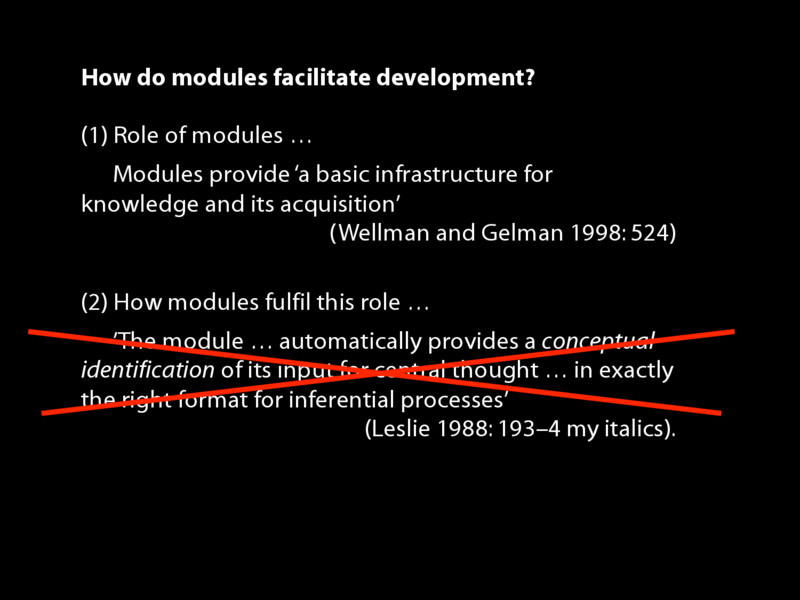 How do modules facilitate development?
(1) Role of modules …
Modules provide ‘a basic infrastructure for
knowledge and its acquisition’
(Wellman and Gelman 1998: 524)
(2) How modules fulfil this role …
‘The module … automatically provides a conceptual
identification of its input for central thought … in exactly
the right format for inferential processes’
(Leslie 1988: 193–4 my italics).